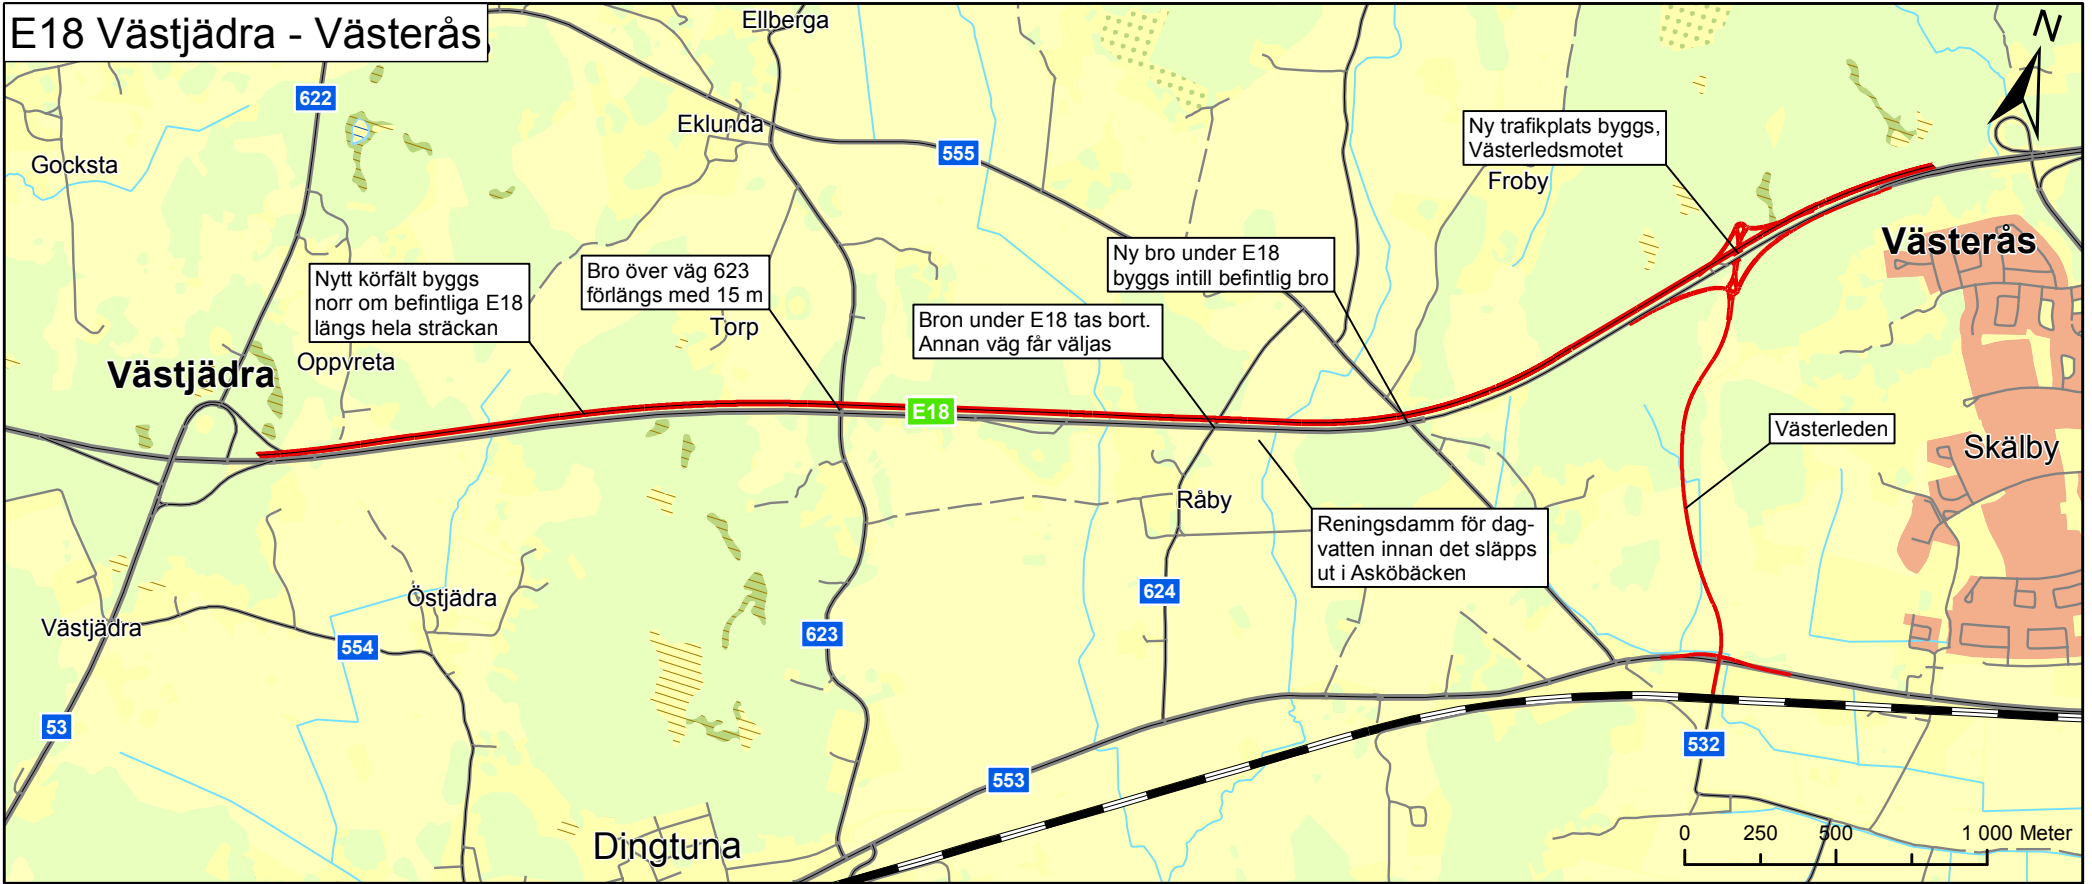 E18 Västjädra - Västerås
Ellberga
N
622
Eklunda
555
Ny trafikplats byggs,
Västerledsmotet
Gocksta
Froby
Västerås
Nytt körfält byggs
norr om befintliga E18
längs hela sträckan
Bro över väg 623
förlängs med 15 m
Ny bro under E18
byggs intill befintlig bro
Torp
Bron under E18 tas bort.
Annan väg får väljas
Oppvreta
Västjädra
E18
Västerleden
Skälby
Råby
Reningsdamm för dag-
vatten innan det släpps
ut i Asköbäcken
624
Östjädra
Västjädra
554
623
53
532
553
Dingtuna
0 250 500 1 000 Meter